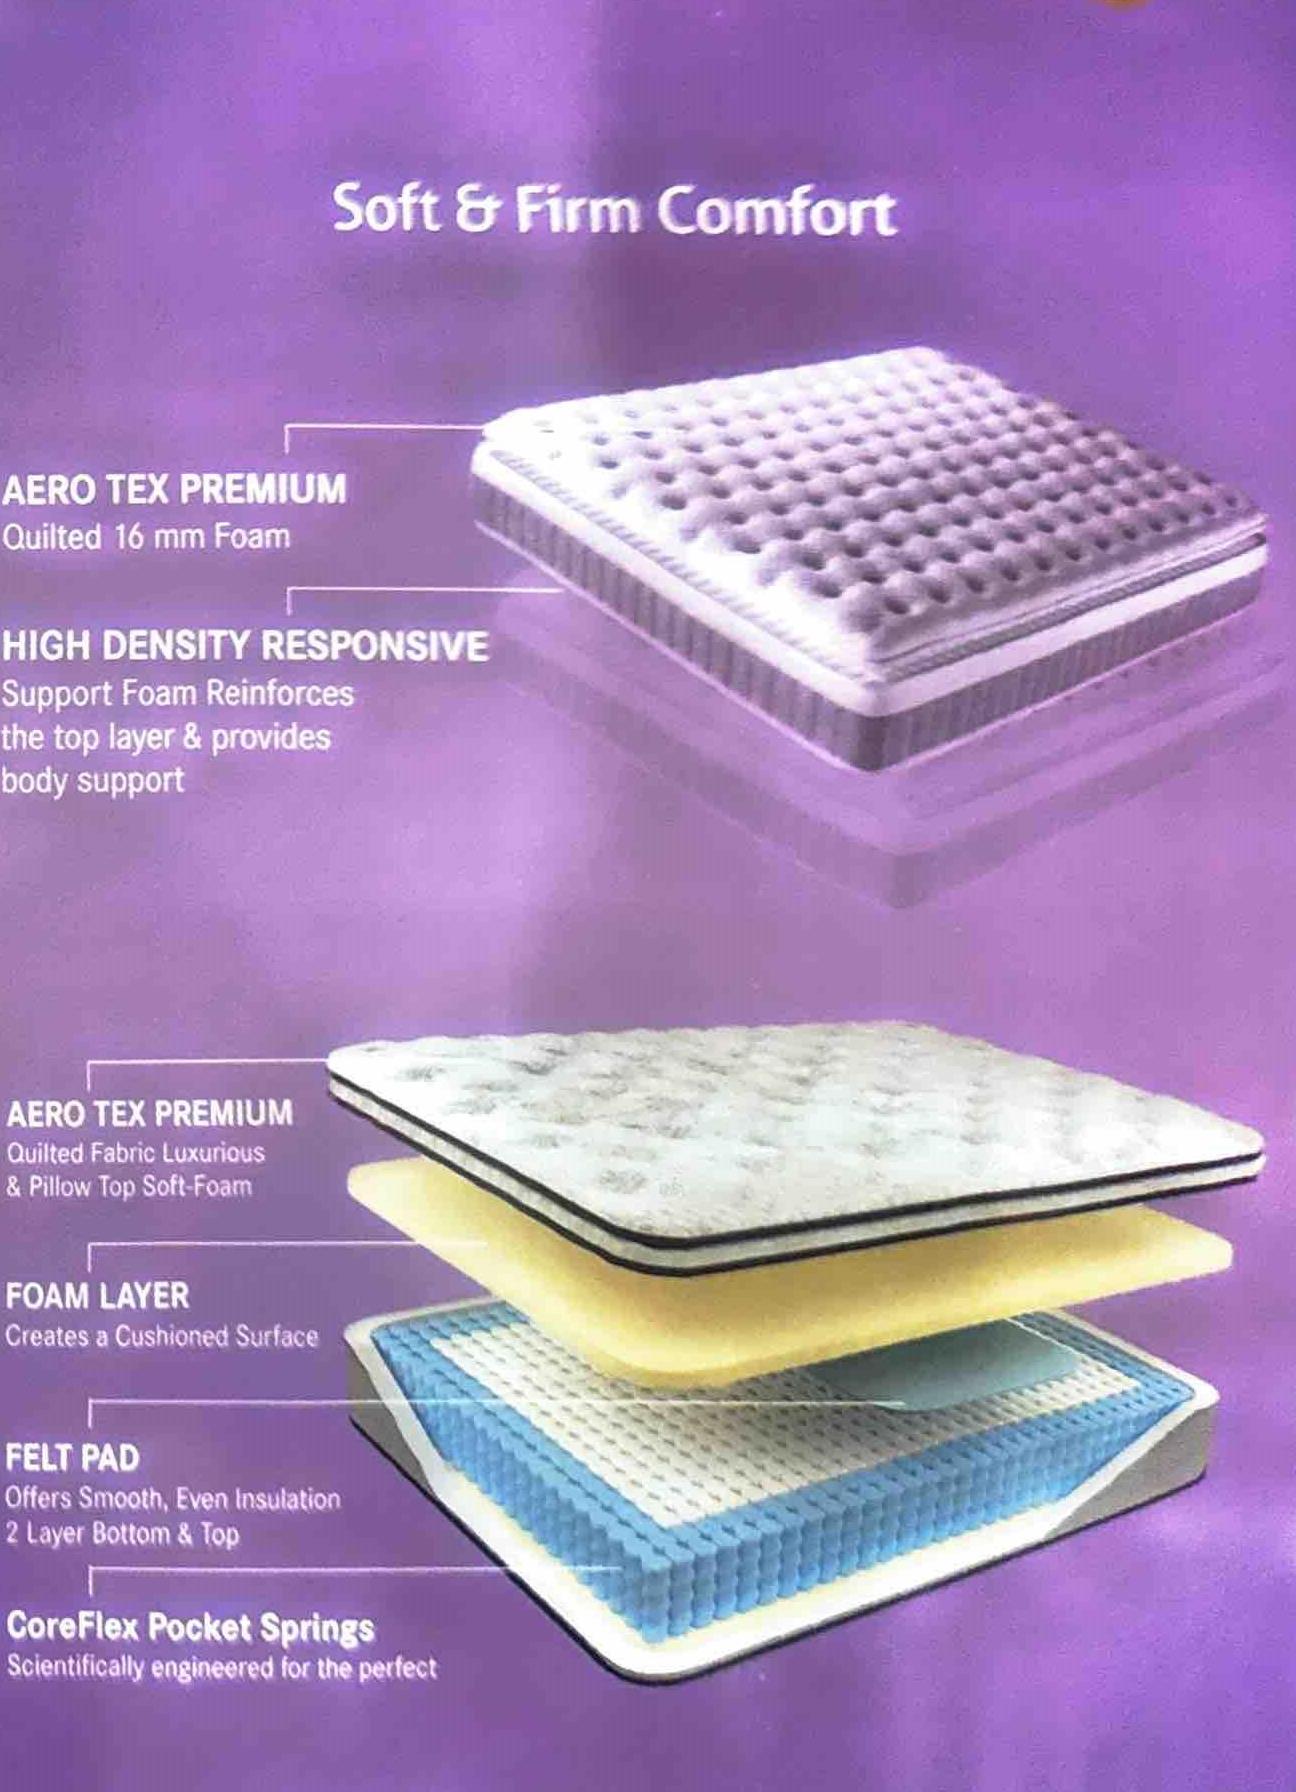 Soft & Firm Comfort
AERO TEX PREMIUM
Quilted 16 mm Foam
HIGH DENSITY RESPONSIVE
Support Foam Reinforces
the top layer & provides
body support
AERO TEX PREMIUM
Quilted Fabric Luxurious
& Pillow Top Soft-Foam
FOAM LAYER
Creates a Cushioned Surface
FELT PAD
Offers Smooth, Even Insulation
2 Layer Bottom & Top
CoreFlex Pocket Springs
Scientifically engineered for the perfect